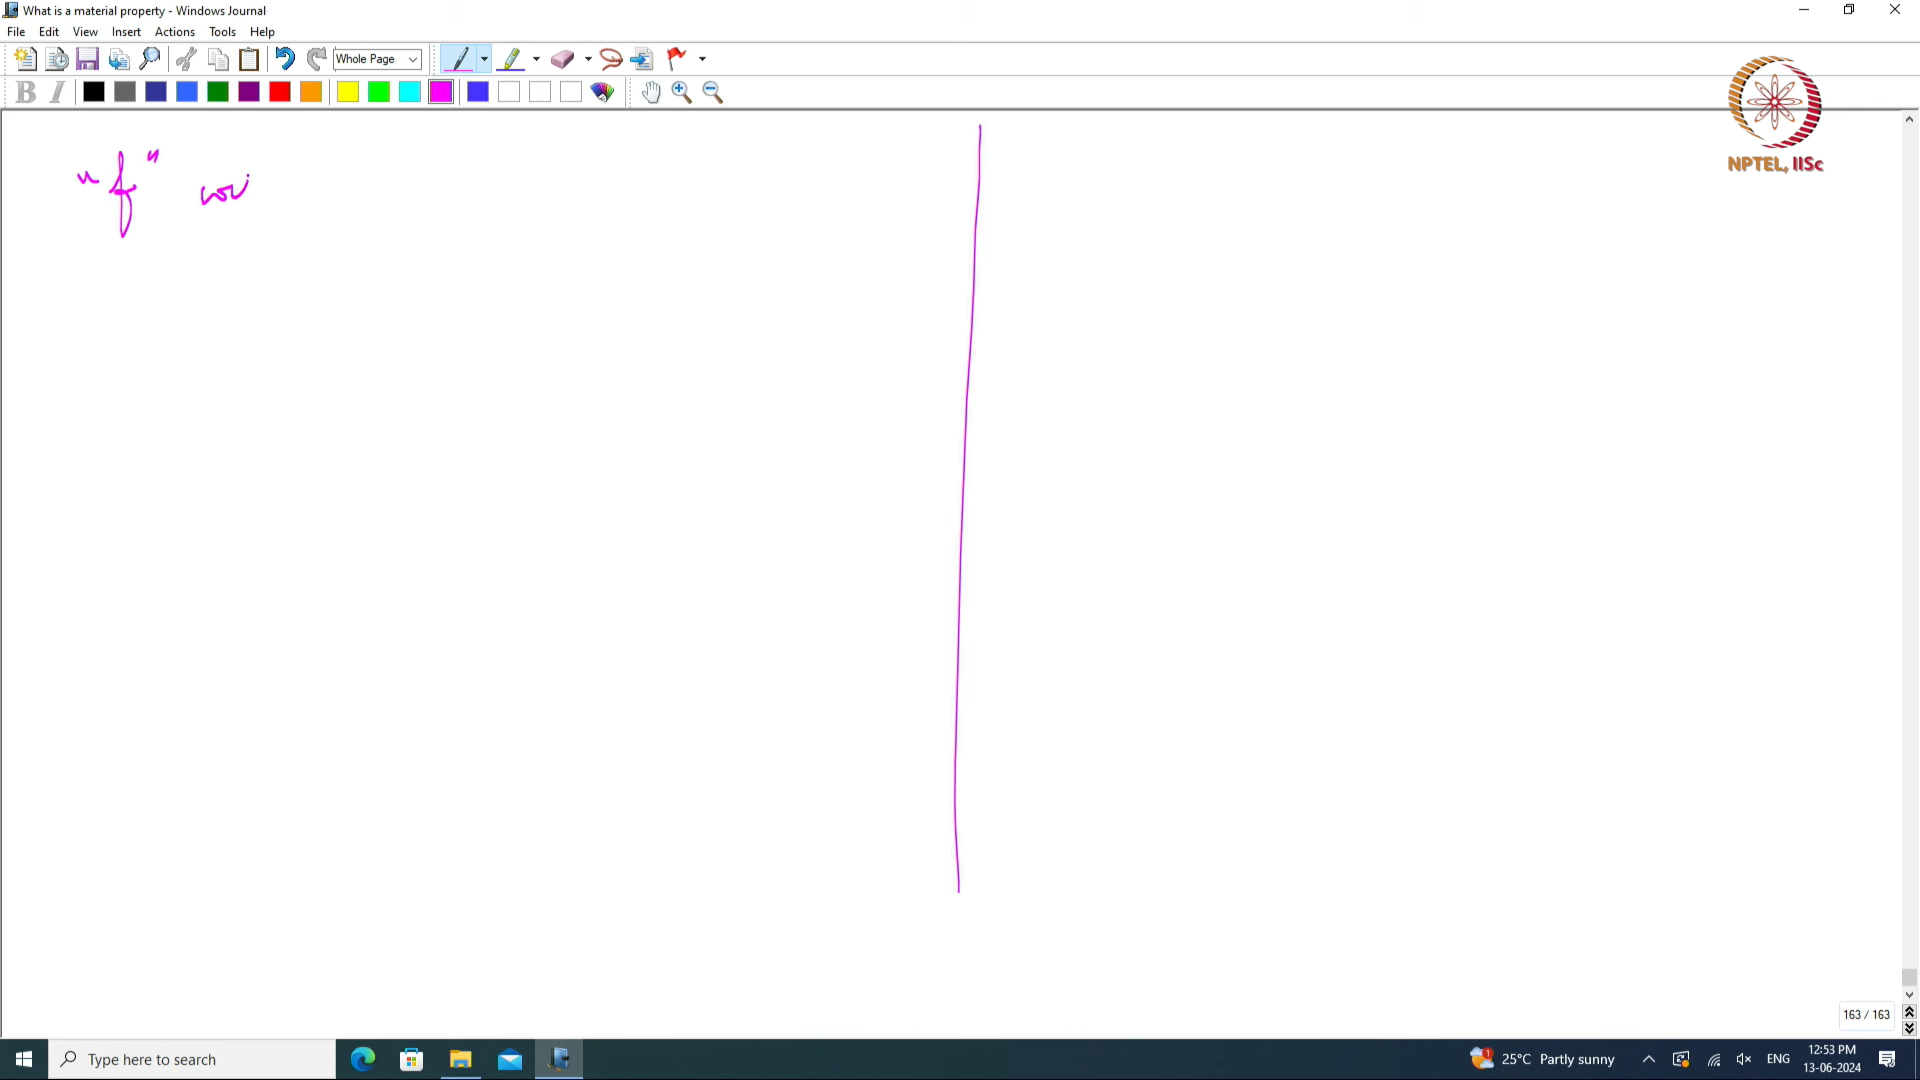 What is a material property - Windows Journal
File Edit View Insert Actions Tools Help
Whole Page
B I
NPTEL, IISc
"f"
163 / 163
Type here to search
25°C Partly sunny
ENG
12:53 PM
13-06-2024